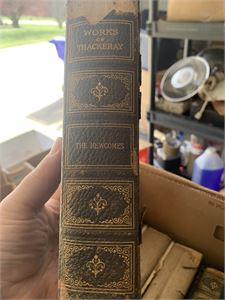 WORKS
OF
THACKERAY
THE NEWCOMES